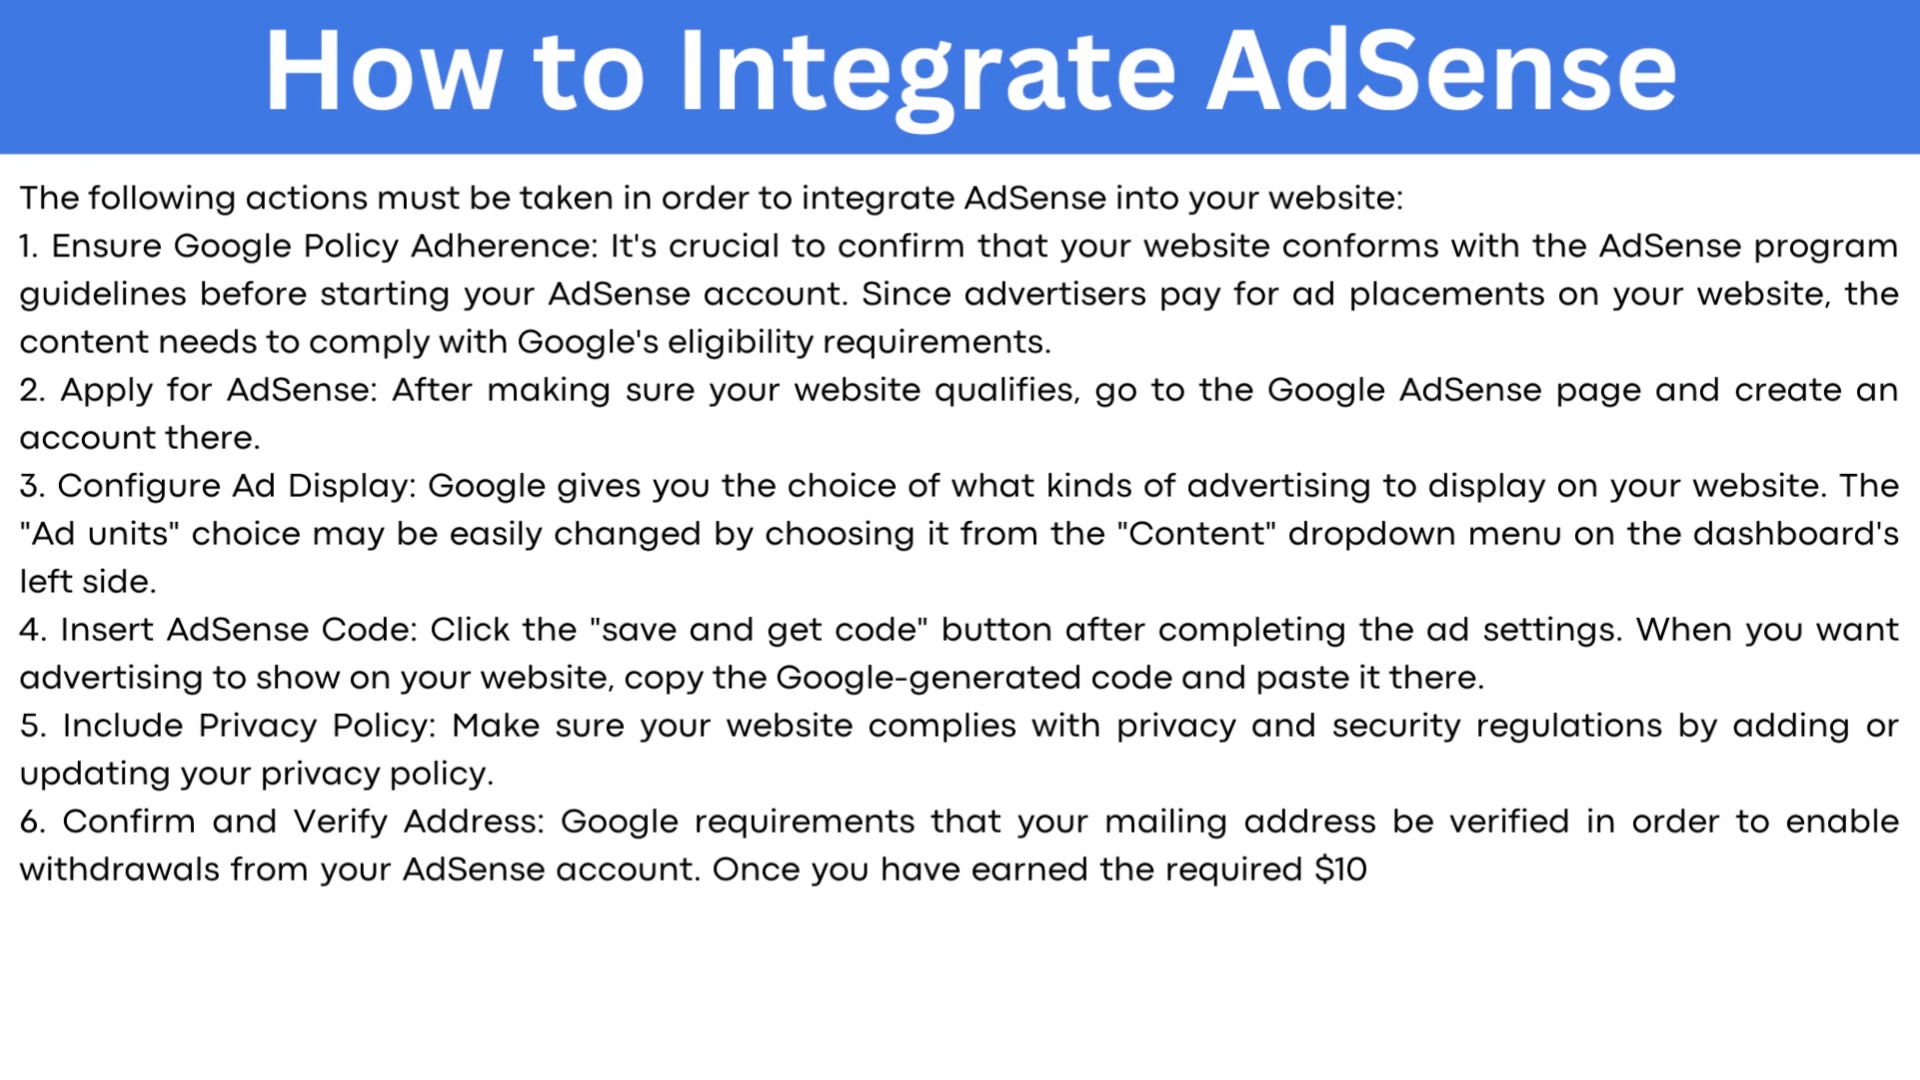 How to Integrate AdSense
The following actions must be taken in order to integrate AdSense into your website:
1. Ensure Google Policy Adherence: It's crucial to confirm that your website conforms with the AdSense program
guidelines before starting your AdSense account. Since advertisers pay for ad placements on your website, the
content needs to comply with Google's eligibility requirements.
2. Apply for AdSense: After making sure your website qualifies, go to the Google AdSense page and create an
account there.
3. Configure Ad Display: Google gives you the choice of what kinds of advertising to display on your website. The
"Ad units" choice may be easily changed by choosing it from the "Content" dropdown menu on the dashboard's
left side.
4. Insert AdSense Code: Click the "save and get code" button after completing the ad settings. When you want
advertising to show on your website, copy the Google-generated code and paste it there.
5. Include Privacy Policy: Make sure your website complies with privacy and security regulations by adding or
updating your privacy policy.
6. Confirm and Verify Address: Google requirements that your mailing address be verified in order to enable
withdrawals from your AdSense account. Once you have earned the required $10